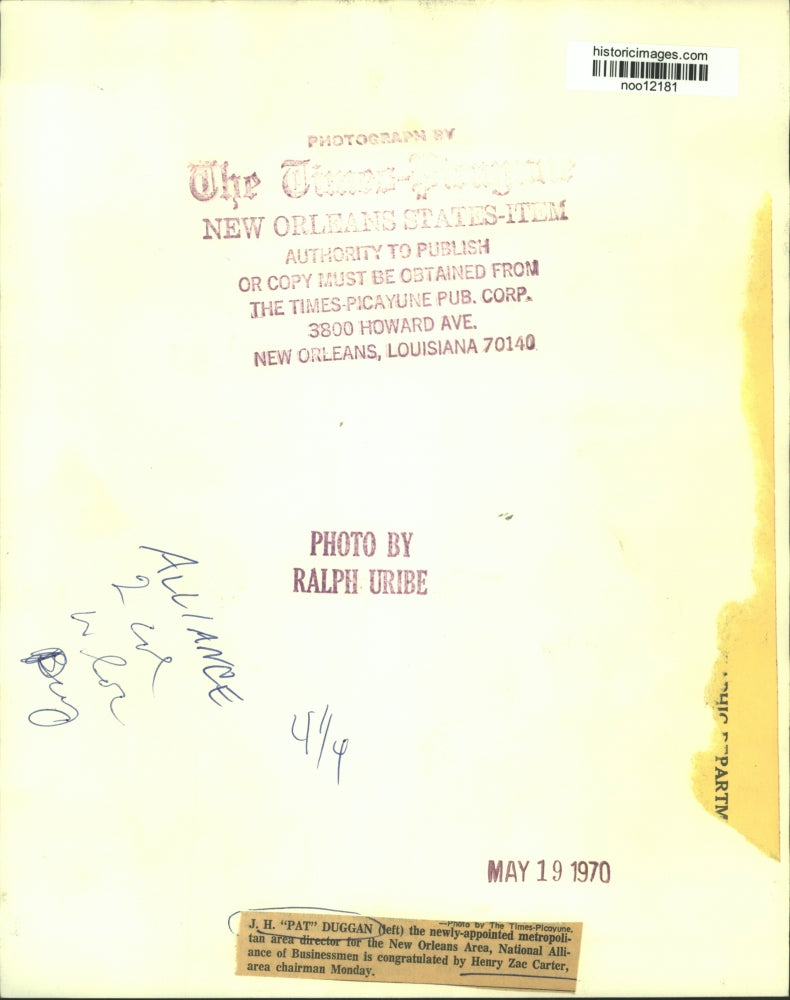 historicimages.com
noo12181
PHOTOGRAPH BY
The Times-Picayune
NEW ORLEANS STATES-ITEM
AUTHORITY TO PUBLISH
OR COPY MUST BE OBTAINED FROM
THE TIMES-PICAYUNE PUB. CORP.
3800 HOWARD AVE.
NEW ORLEANS, LOUISIANA 70140
PHOTO BY
RALPH URIBE
ALLIANCE
2 col
4 1/4
PARTM
MAY 19 1970
—Photo by The Times-Picayune.
J. H. "PAT" DUGGAN (left) the newly-appointed metropoli-
tan area director for the New Orleans Area, National Alli-
ance of Businessmen is congratulated by Henry Zac Carter,
area chairman Monday.